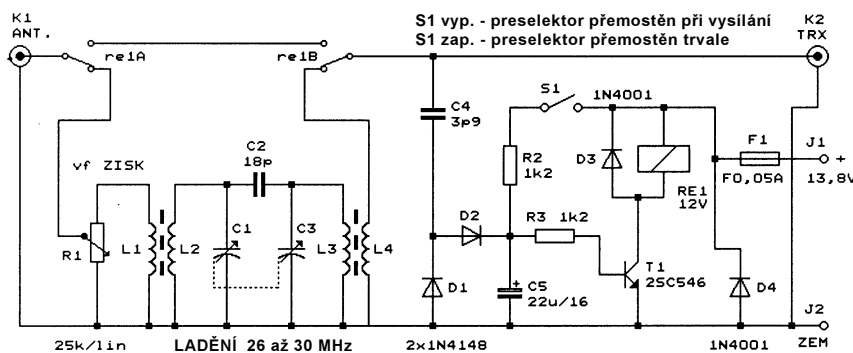 K1
ANT.
S1 vyp. - preselektor přemostěn při vysílání
S1 zap. - preselektor přemostěn trvale
K2
TRX
re1A
re1B
S1
1N4001
C4
3p9
R2
1k2
D3
RE1
12V
F1
F0,05A
J1
+
13,8V
vf ZISK
C2
18p
R1
L1
L2
C1
C3
L3
L4
D2
R3 1k2
D1
+
C5
22u/16
T1
2SC546
D4
J2
25k/lin
LADĚNÍ 26 až 30 MHz
2x1N4148
1N4001
ZEM